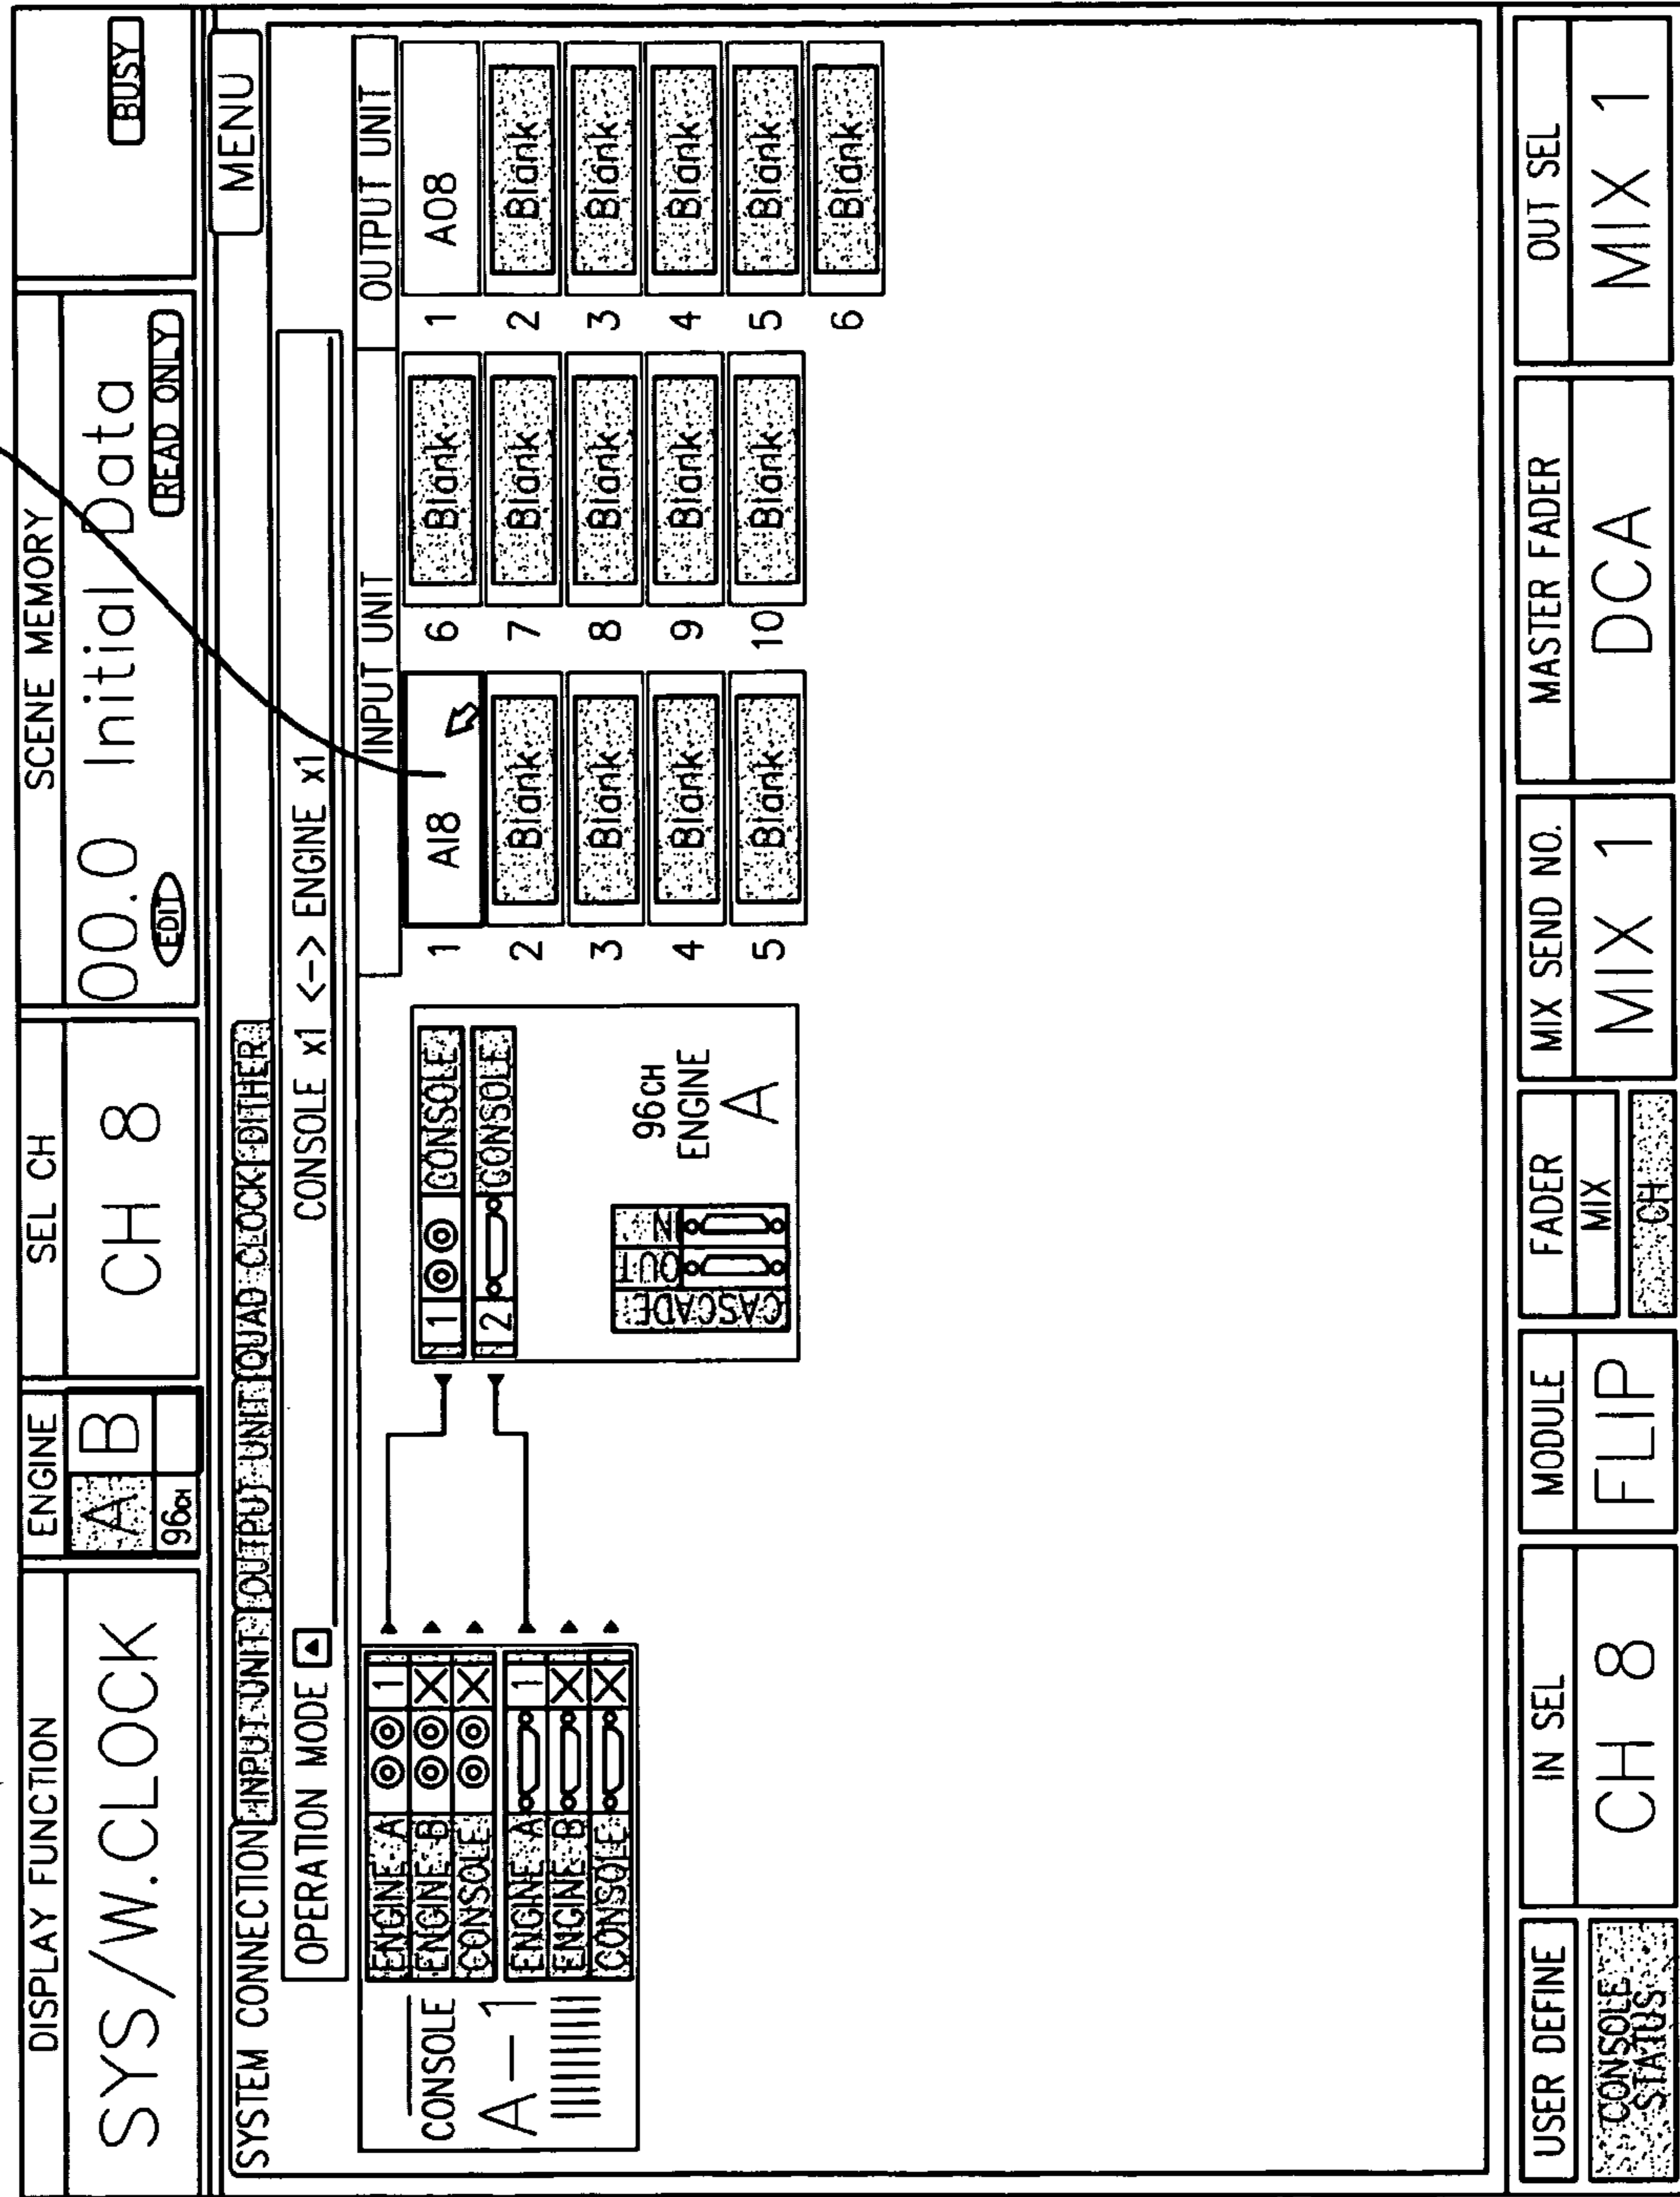 DISPLAY FUNCTION
SYS/W.CLOCK
ENGINE
A B
96CH
SEL CH
CH 8
SCENE MEMORY
00.0 Initial Data
EDIT
READ ONLY
BUSY
SYSTEM CONNECTION
INPUT UNIT
OUTPUT UNIT
QUAD CLOCK
DITHER
MENU
OPERATION MODE
CONSOLE x1 <-> ENGINE x1
CONSOLE
A-1
ENGINE A
1
ENGINE B
X
CONSOLE
X
ENGINE A
1
ENGINE B
X
CONSOLE
X
1 CONSOLE
2 CONSOLE
CASCADE
OUT
IN
96CH
ENGINE
A
INPUT UNIT
1 AI8
2 Blank
3 Blank
4 Blank
5 Blank
6 Blank
7 Blank
8 Blank
9 Blank
10 Blank
OUTPUT UNIT
1 AO8
2 Blank
3 Blank
4 Blank
5 Blank
6 Blank
USER DEFINE
CONSOLE
STATUS
IN SEL
CH 8
MODULE
FLIP
FADER
MIX
CH
MIX SEND NO.
MIX 1
MASTER FADER
DCA
OUT SEL
MIX 1